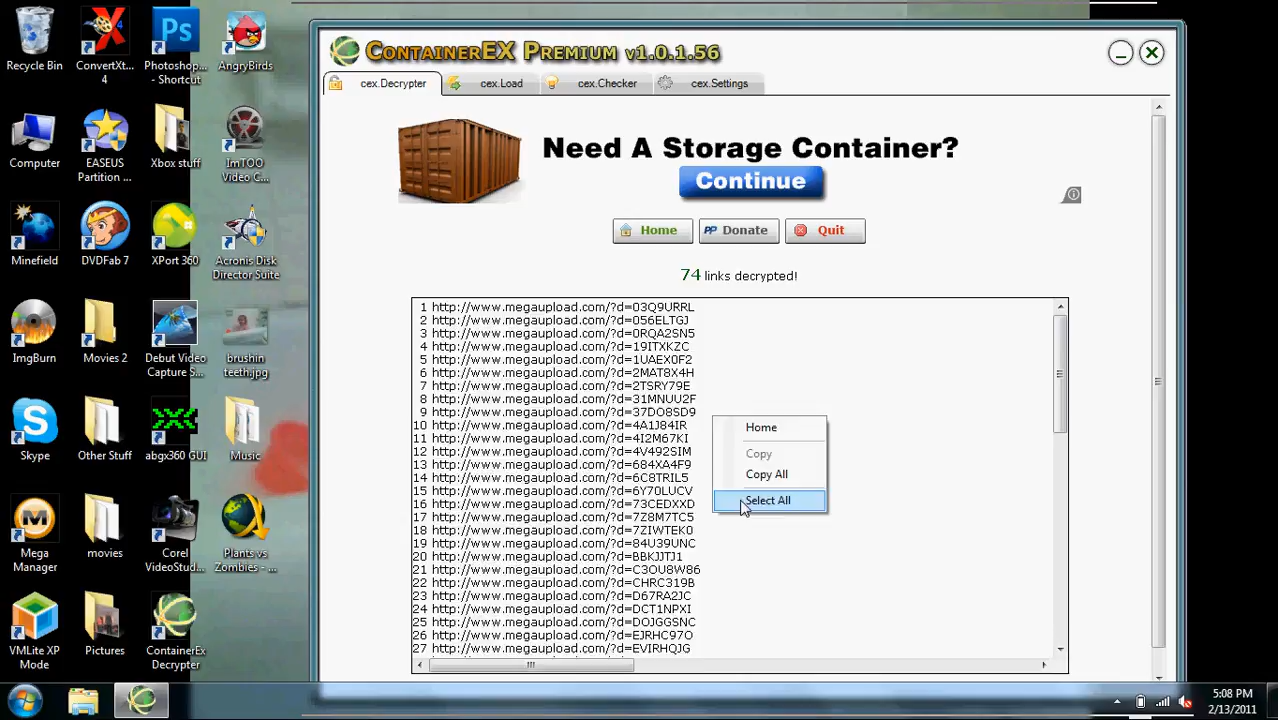 Recycle Bin
ConvertXt...
4
Photoshop...
- Shortcut
AngryBirds
Computer
EASEUS
Partition ...
Xbox stuff
ImTOO
Video C...
Minefield
DVDFab 7
XPort 360
Acronis Disk
Director Suite
ImgBurn
Movies 2
Debut Video
Capture S...
brushin
teeth.jpg
Skype
Other Stuff
abgx360 GUI
Music
Mega
Manager
movies
Corel
VideoStud...
Plants vs
Zombies - ...
VMLite XP
Mode
Pictures
ContainerEx
Decrypter
ContainerEX Premium v1.0.1.56
cex.Decrypter
cex.Load
cex.Checker
cex.Settings
Need A Storage Container?
Continue
Home
PP Donate
Quit
74 links decrypted!
1 http://www.megaupload.com/?d=03Q9URRL
2 http://www.megaupload.com/?d=056ELTGJ
3 http://www.megaupload.com/?d=0RQA2SN5
4 http://www.megaupload.com/?d=19ITXKZC
5 http://www.megaupload.com/?d=1UAEX0F2
6 http://www.megaupload.com/?d=2MAT8X4H
7 http://www.megaupload.com/?d=2TSRY79E
8 http://www.megaupload.com/?d=31MNUU2F
9 http://www.megaupload.com/?d=37DO8SD9
10 http://www.megaupload.com/?d=4A1J84IR
11 http://www.megaupload.com/?d=4I2M67KI
12 http://www.megaupload.com/?d=4V492SIM
13 http://www.megaupload.com/?d=684XA4F9
14 http://www.megaupload.com/?d=6C8TRIL5
15 http://www.megaupload.com/?d=6Y70LUCV
16 http://www.megaupload.com/?d=73CEDXXD
17 http://www.megaupload.com/?d=7Z8M7TC5
18 http://www.megaupload.com/?d=7ZIWTEK0
19 http://www.megaupload.com/?d=84U39UNC
20 http://www.megaupload.com/?d=BBKJJTJ1
21 http://www.megaupload.com/?d=C3OU8W86
22 http://www.megaupload.com/?d=CHRC319B
23 http://www.megaupload.com/?d=D67RA2JC
24 http://www.megaupload.com/?d=DCT1NPXI
25 http://www.megaupload.com/?d=DOJGGSNC
26 http://www.megaupload.com/?d=EJRHC97O
27 http://www.megaupload.com/?d=EVIRHQJG
Home
Copy
Copy All
Select All
5:08 PM
2/13/2011